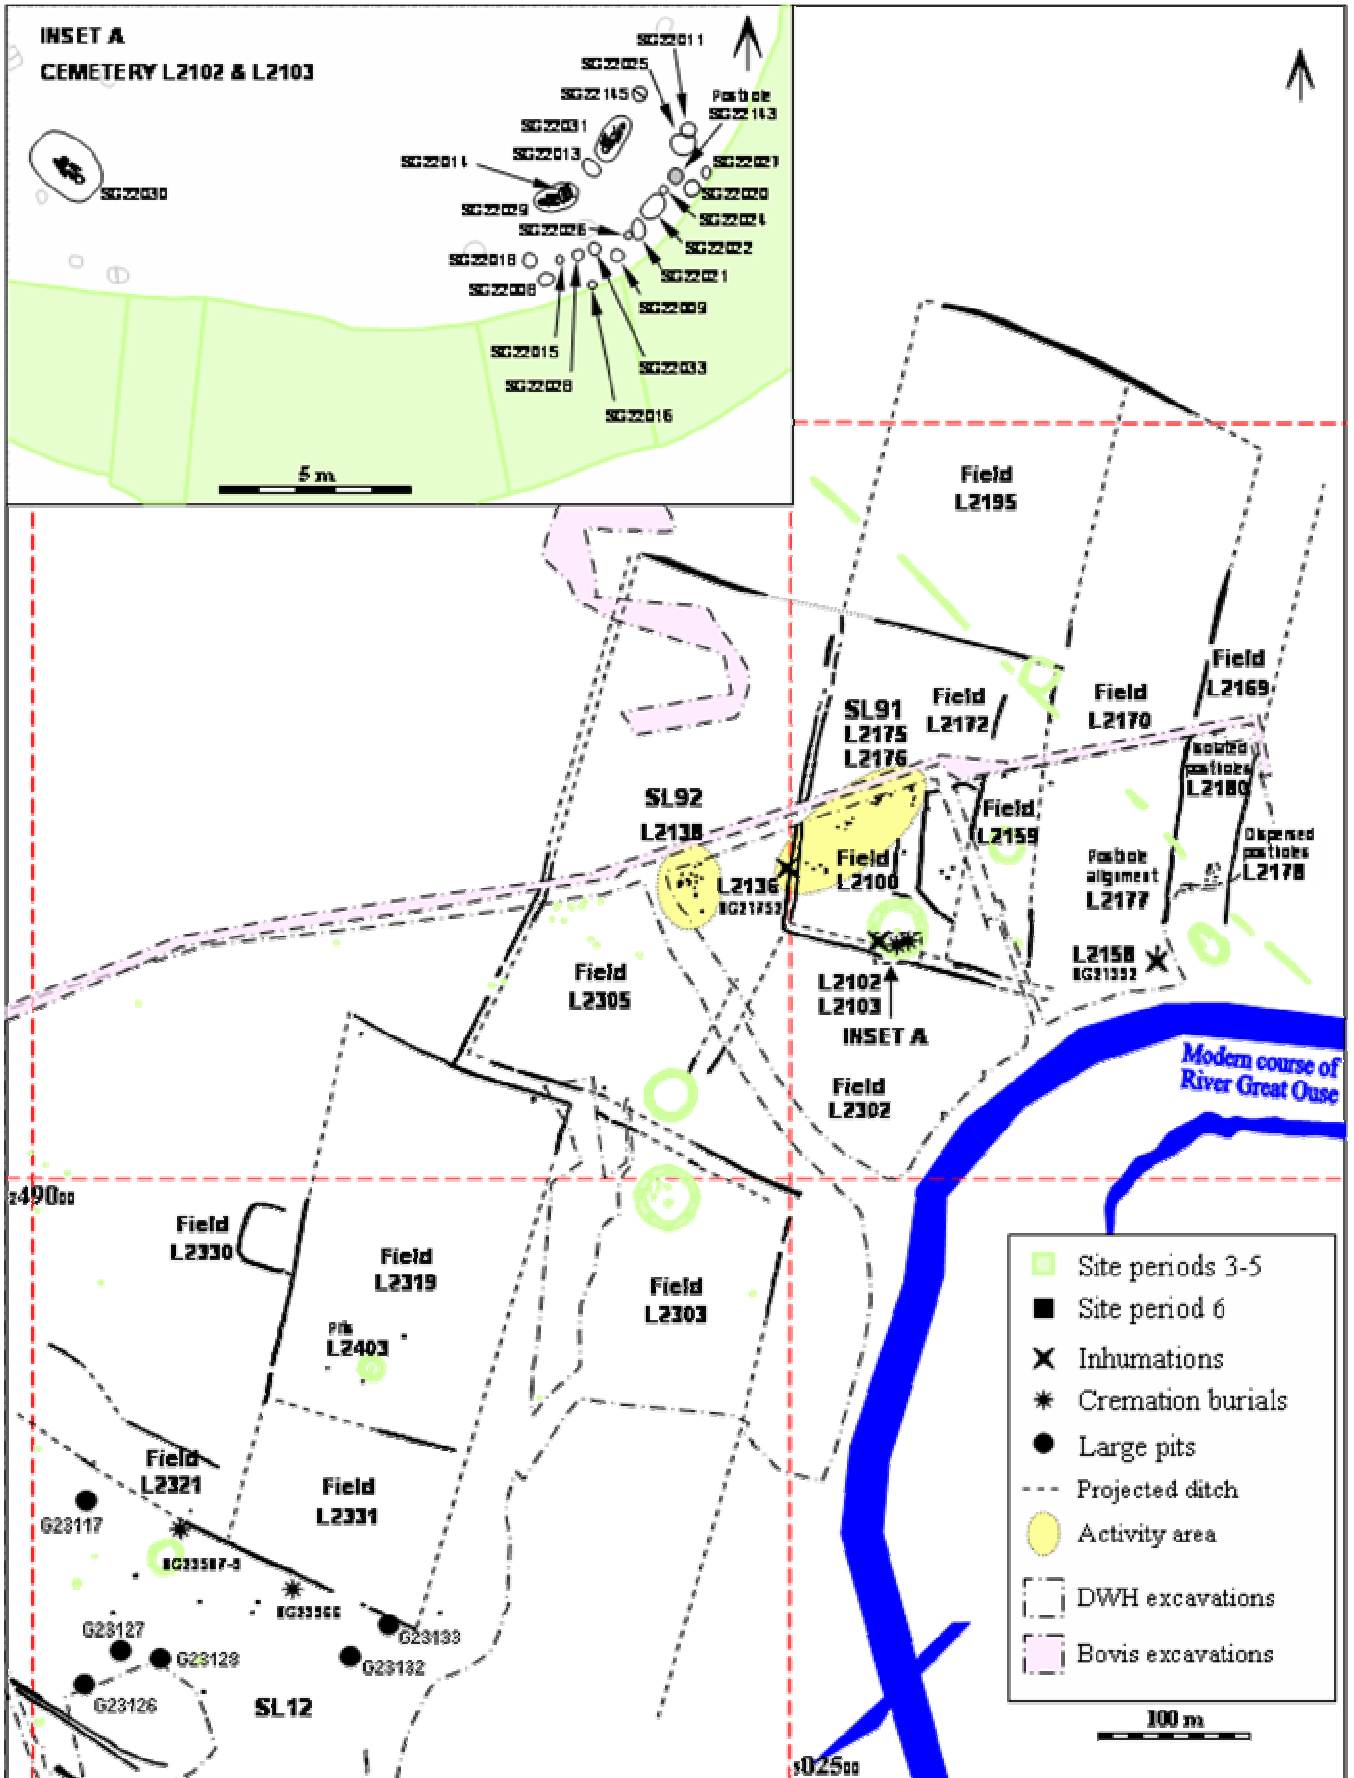 INSET A
CEMETERY L2102 & L2103
SG22011
SG22025
SG22145
Posthole
SG22143
SG22031
SG22013
SG22014
SG22027
SG22030
SG22020
SG22029
SG22024
SG22026
SG22022
SG22018
SG22021
SG22008
SG22009
SG22015
SG22033
SG22028
SG22016
5 m
Field
L2195
Field
L2169
Field
L2170
Field
L2172
SL91
L2175
L2176
Isolated
postholes
L2180
SL92
L2138
Field
L2159
Dispersed
postholes
L2178
Posthole
alignment
L2177
Field
L2100
L2136
L2158
Field
L2305
L2102
L2103
INSET A
Modern course of
River Great Ouse
Field
L2302
249000
Field
L2330
Field
L2319
Field
L2303
Pits
L2403
Field
L2321
Field
L2331
G23117
G23127
G23133
G23132
G23126
SL12
Site periods 3-5
Site period 6
Inhumations
Cremation burials
Large pits
Projected ditch
Activity area
DWH excavations
Bovis excavations
100 m